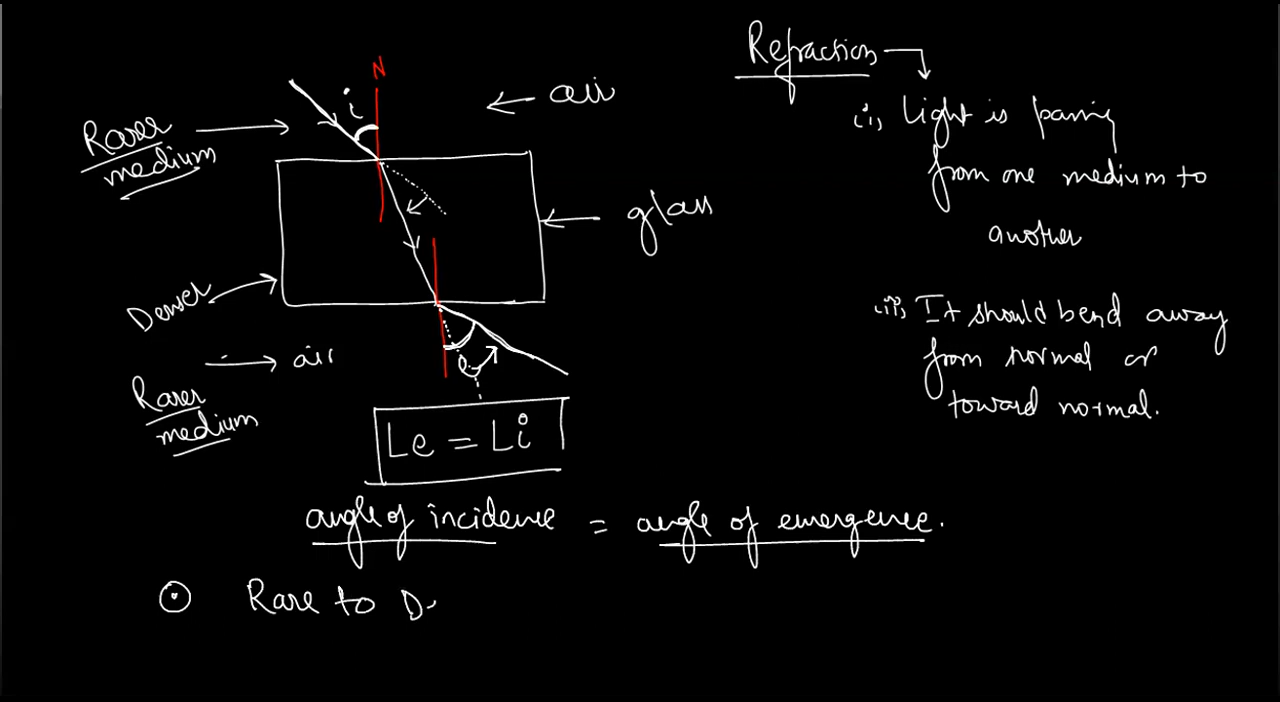 Refraction
(i), Light is passing
from one medium to
another
(ii), It should bend away
from normal or
toward normal.
N
i
air
Rarer
medium
glass
Denser
air
Rarer
medium
e
∠e = ∠i
angle of incidence = angle of emergence.
⊙ Rare to D.